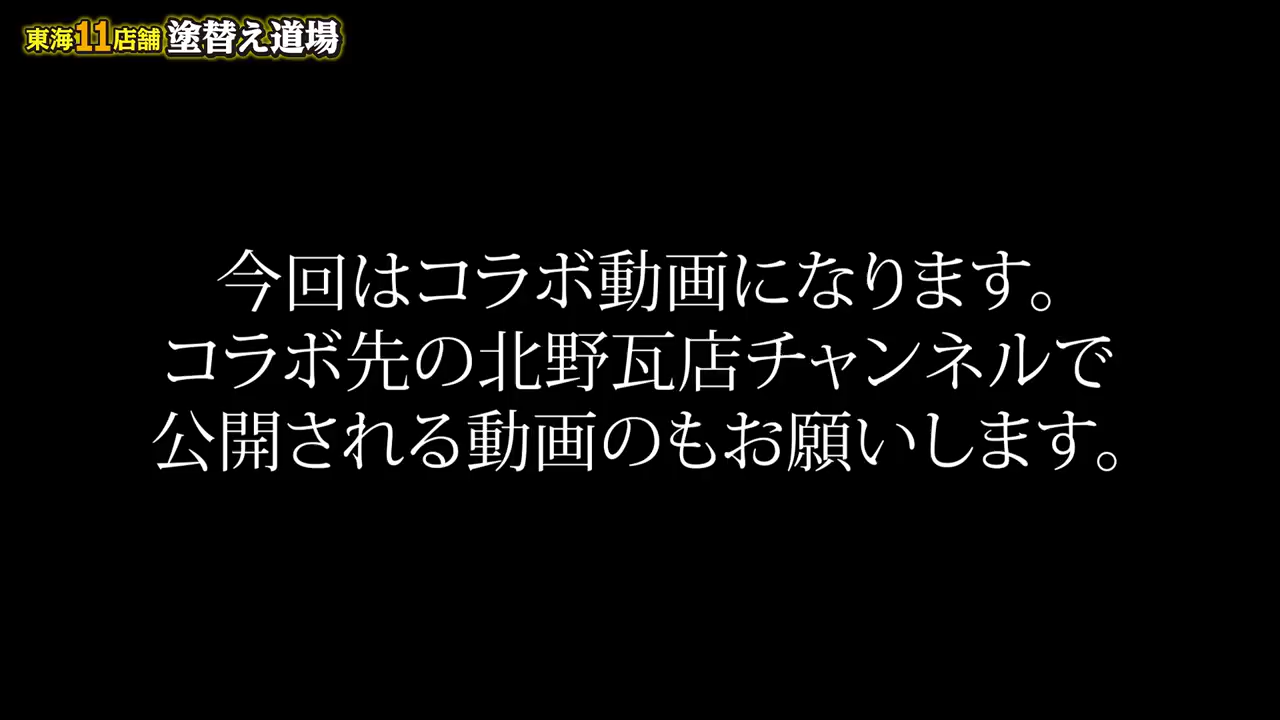 東海11店舗 塗替え道場
今回はコラボ動画になります。
コラボ先の北野瓦店チャンネルで
公開される動画のもお願いします。